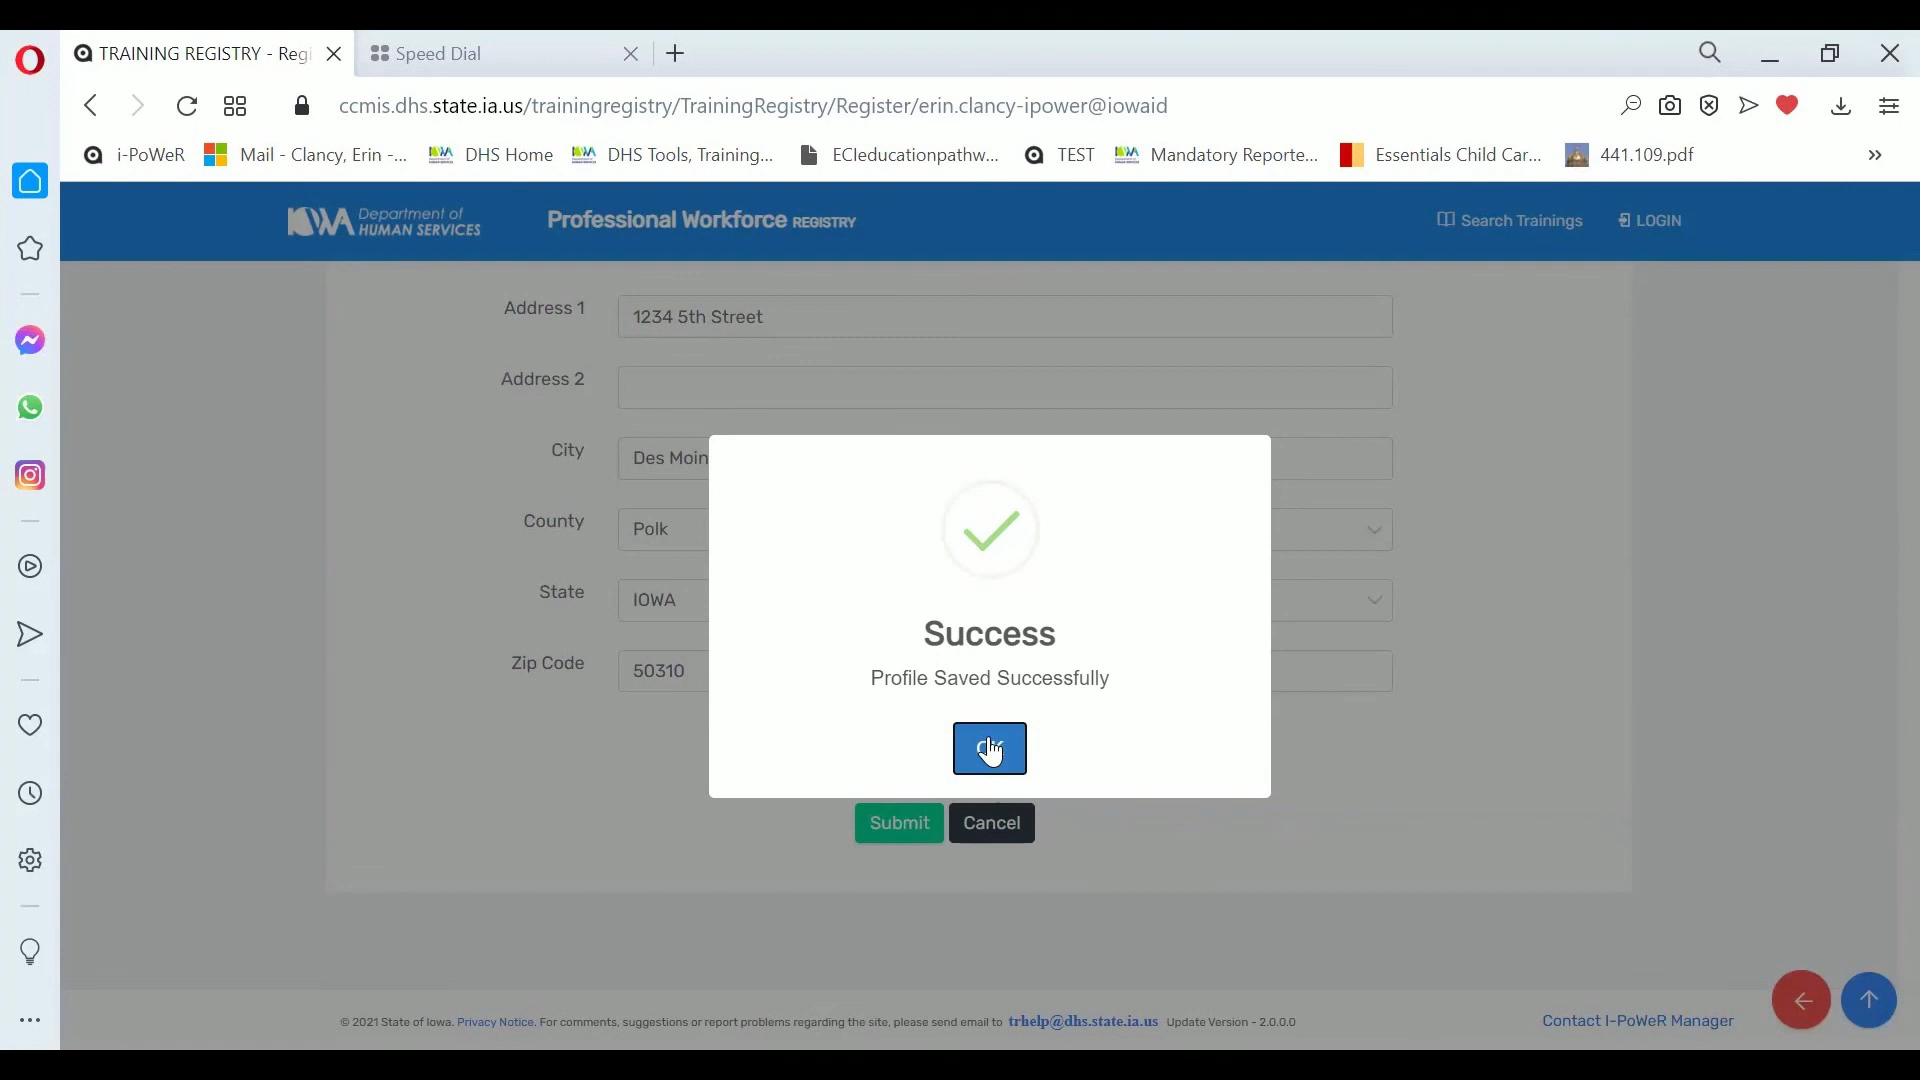 TRAINING REGISTRY - Regi
Speed Dial
ccmis.dhs.state.ia.us/trainingregistry/TrainingRegistry/Register/erin.clancy-ipower@iowaid
i-PoWeR
Mail - Clancy, Erin -...
DHS Home
DHS Tools, Training...
ECIeducationpathw...
TEST
Mandatory Reporte...
Essentials Child Car...
441.109.pdf
IOWA Department of
HUMAN SERVICES
Professional Workforce REGISTRY
Search Trainings
LOGIN
Address 1
1234 5th Street
Address 2
City
Des Moin
County
Polk
State
IOWA
Zip Code
50310
Success
Profile Saved Successfully
Submit
Cancel
© 2021 State of Iowa. Privacy Notice. For comments, suggestions or report problems regarding the site, please send email to trhelp@dhs.state.ia.us Update Version - 2.0.0.0
Contact I-PoWeR Manager